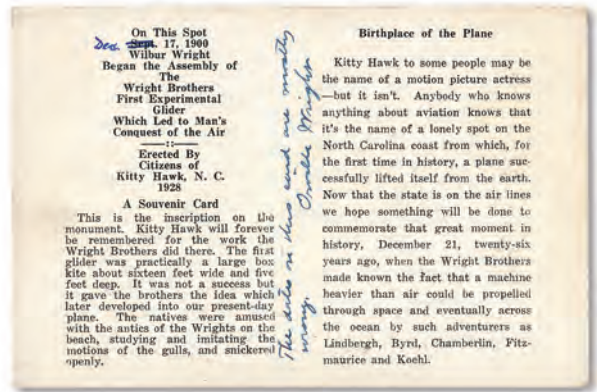 On This Spot
Dec. Sept. 17, 1900
Wilbur Wright
Began the Assembly of
The
Wright Brothers
First Experimental
Glider
Which Led to Man's
Conquest of the Air
——::——
Erected By
Citizens of
Kitty Hawk, N. C.
1928
A Souvenir Card
This is the inscription on the
monument. Kitty Hawk will forever
be remembered for the work the
Wright Brothers did there. The first
glider was practically a large box
kite about sixteen feet wide and five
feet deep. It was not a success but
it gave the brothers the idea which
later developed into our present-day
plane. The natives were amused
with the antics of the Wrights on the
beach, studying and imitating the
motions of the gulls, and snickered
openly.
The dates on this card are mostly
wrong. Orville Wright
Birthplace of the Plane
Kitty Hawk to some people may be
the name of a motion picture actress
—but it isn't. Anybody who knows
anything about aviation knows that
it's the name of a lonely spot on the
North Carolina coast from which, for
the first time in history, a plane suc-
cessfully lifted itself from the earth.
Now that the state is on the air lines
we hope something will be done to
commemorate that great moment in
history, December 21, twenty-six
years ago, when the Wright Brothers
made known the fact that a machine
heavier than air could be propelled
through space and eventually across
the ocean by such adventurers as
Lindbergh, Byrd, Chamberlin, Fitz-
maurice and Koehl.